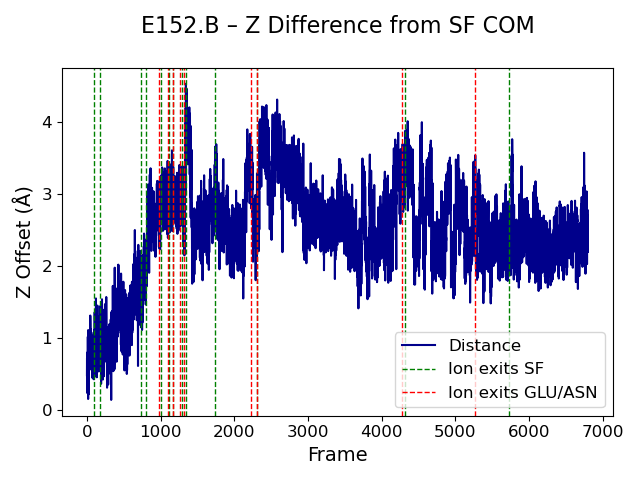 E152.B – Z Difference from SF COM
Z Offset (Å)
4
3
2
1
0
0 1000 2000 3000 4000 5000 6000 7000
Frame
Distance
Ion exits SF
Ion exits GLU/ASN